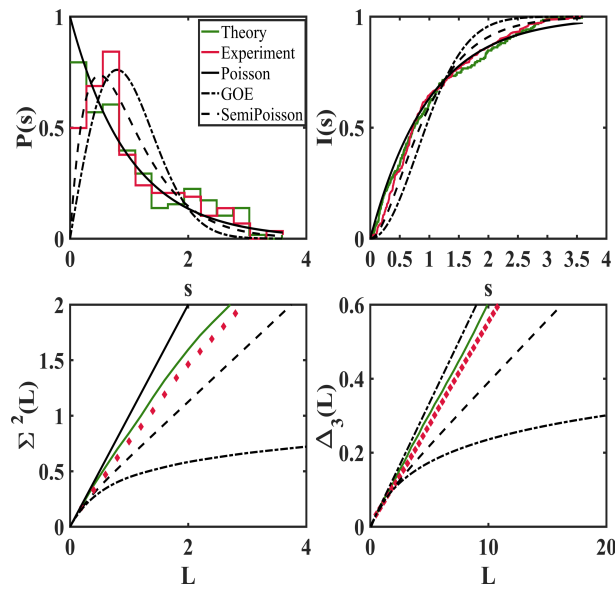 1
0.5
0
0
2
4
P(s)
s
Theory
Experiment
Poisson
GOE
SemiPoisson
1
0.5
0
0 0.5 1 1.5 2 2.5 3 3.5 4
I(s)
s
2
1.5
1
0.5
0
0
2
4
Σ²(L)
L
0.6
0.4
0.2
0
0
10
20
Δ₃(L)
L